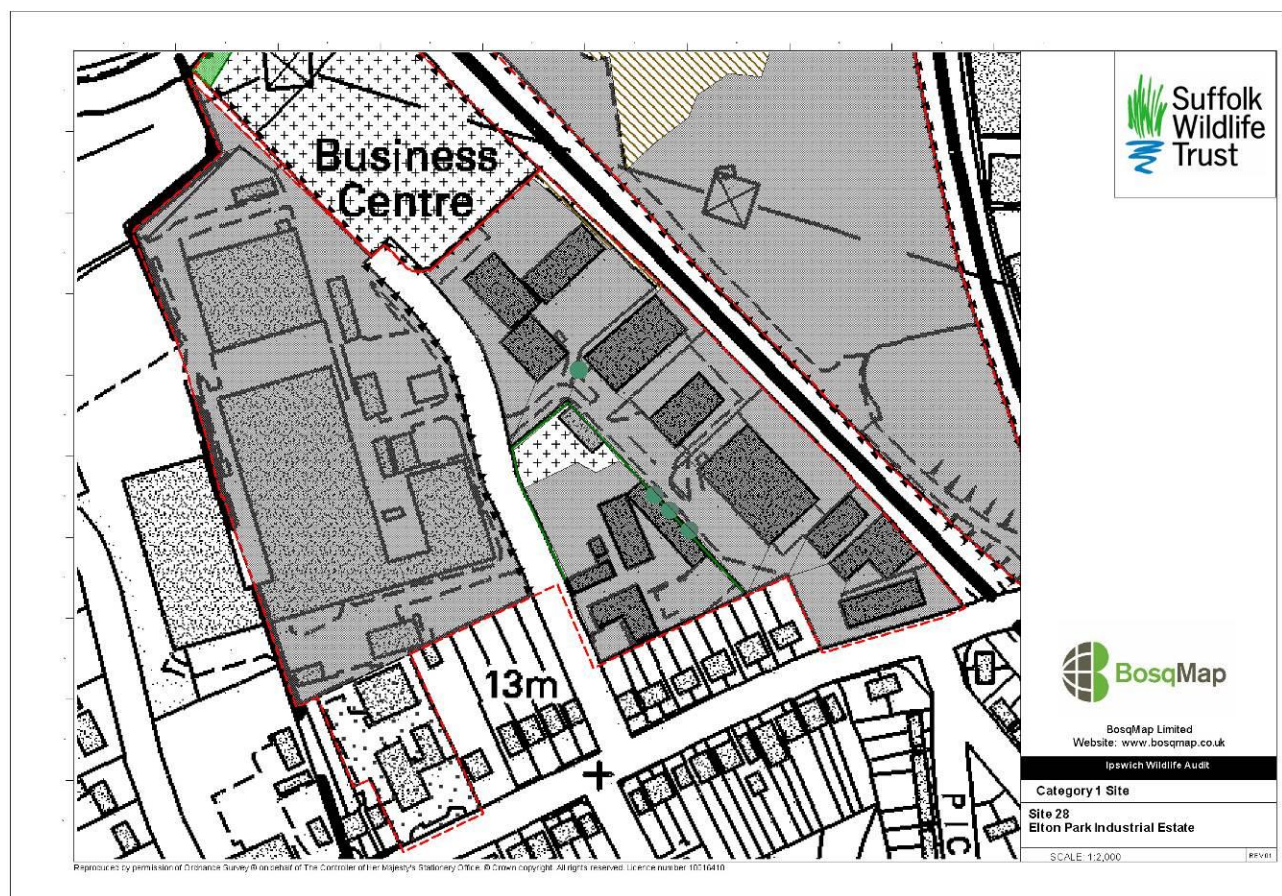 Business
Centre
13m
PIC
Suffolk
Wildlife
Trust
BosqMap
BosqMap Limited
Website: www.bosqmap.co.uk
Ipswich Wildlife Audit
Category 1 Site
Site 28
Elton Park Industrial Estate
SCALE: 1:2,000
REV01
Reproduced by permission of Ordnance Survey ® on behalf of The Controller of Her Majesty's Stationery Office. © Crown copyright. All rights reserved. Licence number 10016410